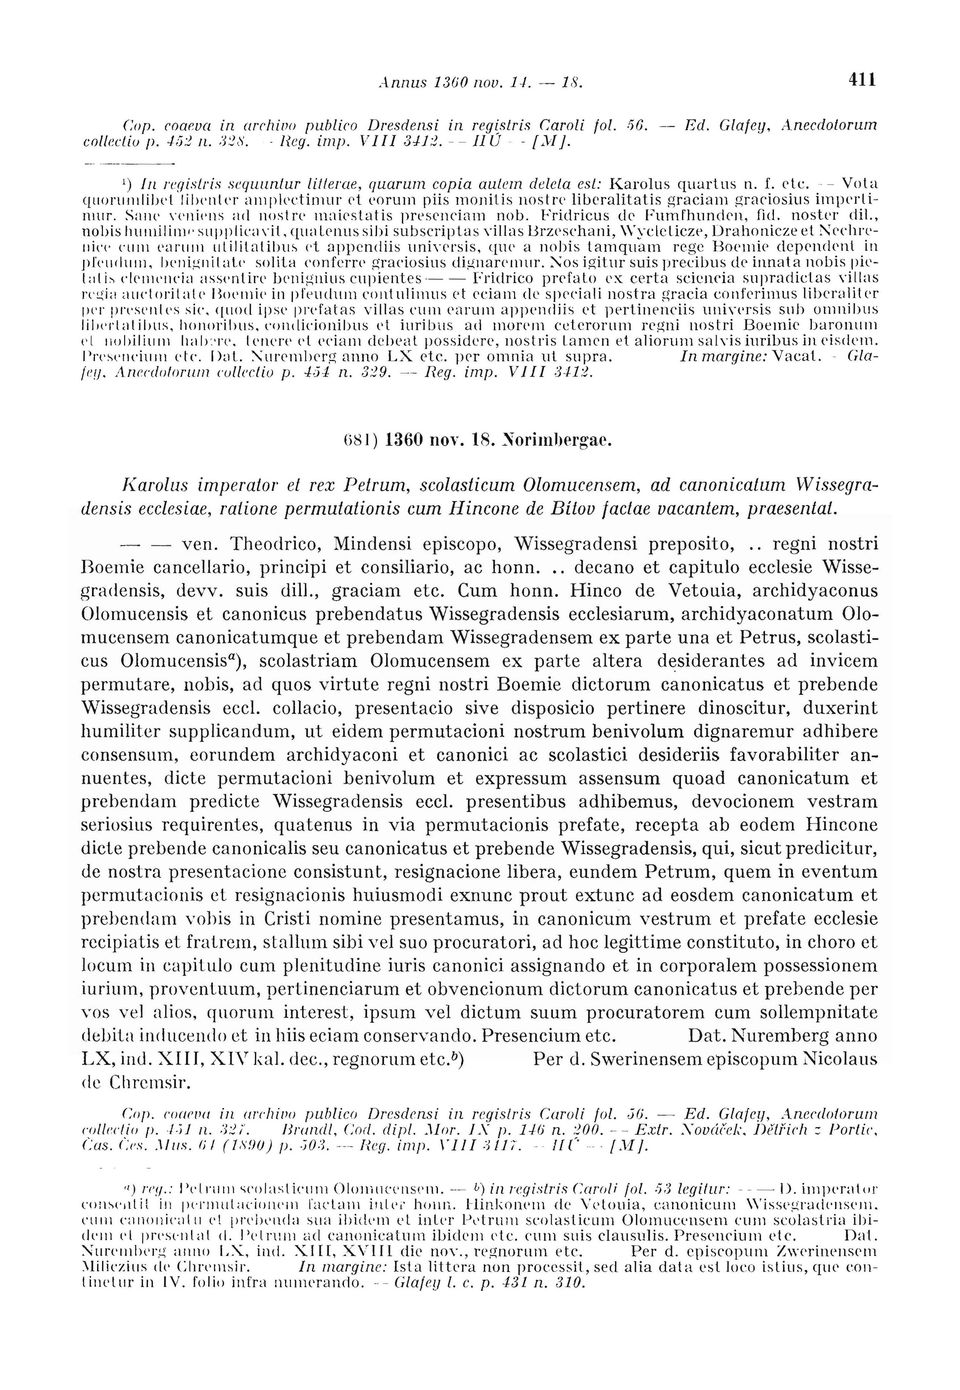 Annus 1360 nov. 14. — 18. 411
Cop. coaeva in archivo publico Dresdensi in registris Caroli fol. 56. — Ed. Glafey, Anecdotorum
collectio p. 452 n. 328. - Reg. imp. VIII 3412. -- IIÚ - - [M].
¹) In registris sequuntur litterae, quarum copia autem deleta est: Karolus quartus n. f. etc. -- Vota
quorumlibet libenter amplectimur et eorum piis monitis nostre liberalitatis graciam graciosius imperti-
mur. Sane veniens ad nostre maiestatis presenciam nob. Fridricus de Fumfhunden, fid. noster dil.,
nobis humilime supplicavit, quatenus sibi subscriptas villas Brzeschani, Wycleticze, Drahonicze et Nechre-
nice cum earum utilitatibus et appendiis universis, que a nobis tamquam rege Boemie dependent in
pfeudum, benignitate solita conferre graciosius dignaremur. Nos igitur suis precibus de innata nobis pie-
tatis clemencia assentire benignius cupientes — — Fridrico prefato ex certa sciencia supradictas villas
regia auctoritate Boemie in pfeudum contulimus et eciam de speciali nostra gracia conferimus liberaliter
per presentes sic, quod ipse prefatas villas cum earum appendiis et pertinenciis universis sub omnibus
libertatibus, honoribus, condicionibus et iuribus ad morem ceterorum regni nostri Boemie baronum
et nobilium habere, tenere et eciam debeat possidere, nostris tamen et aliorum salvis iuribus in eisdem.
Presencium etc. Dat. Nuremberg anno LX etc. per omnia ut supra. In margine: Vacat. - Gla-
fey, Anecdotorum collectio p. 454 n. 329. — Reg. imp. VIII 3412.
681) 1360 nov. 18. Norimbergae.
Karolus imperator et rex Petrum, scolasticum Olomucensem, ad canonicatum Wissegra-
densis ecclesiae, ratione permutationis cum Hincone de Bítov factae vacantem, praesentat.
— — ven. Theodrico, Mindensi episcopo, Wissegradensi preposito, .. regni nostri
Boemie cancellario, principi et consiliario, ac honn. .. decano et capitulo ecclesie Wisse-
gradensis, devv. suis dill., graciam etc. Cum honn. Hinco de Vetouia, archidyaconus
Olomucensis et canonicus prebendatus Wissegradensis ecclesiarum, archidyaconatum Olo-
mucensem canonicatumque et prebendam Wissegradensem ex parte una et Petrus, scolasti-
cus Olomucensisᵃ), scolastriam Olomucensem ex parte altera desiderantes ad invicem
permutare, nobis, ad quos virtute regni nostri Boemie dictorum canonicatus et prebende
Wissegradensis eccl. collacio, presentacio sive disposicio pertinere dinoscitur, duxerint
humiliter supplicandum, ut eidem permutacioni nostrum benivolum dignaremur adhibere
consensum, eorundem archidyaconi et canonici ac scolastici desideriis favorabiliter an-
nuentes, dicte permutacioni benivolum et expressum assensum quoad canonicatum et
prebendam predicte Wissegradensis eccl. presentibus adhibemus, devocionem vestram
seriosius requirentes, quatenus in via permutacionis prefate, recepta ab eodem Hincone
dicte prebende canonicalis seu canonicatus et prebende Wissegradensis, qui, sicut predicitur,
de nostra presentacione consistunt, resignacione libera, eundem Petrum, quem in eventum
permutacionis et resignacionis huiusmodi exnunc prout extunc ad eosdem canonicatum et
prebendam vobis in Cristi nomine presentamus, in canonicum vestrum et prefate ecclesie
recipiatis et fratrem, stallum sibi vel suo procuratori, ad hoc legittime constituto, in choro et
locum in capitulo cum plenitudine iuris canonici assignando et in corporalem possessionem
iurium, proventuum, pertinenciarum et obvencionum dictorum canonicatus et prebende per
vos vel alios, quorum interest, ipsum vel dictum suum procuratorem cum sollempnitate
debita inducendo et in hiis eciam conservando. Presencium etc. Dat. Nuremberg anno
LX, ind. XIII, XIV kal. dec., regnorum etc.ᵇ) Per d. Swerinensem episcopum Nicolaus
de Chremsir.
Cop. coaeva in archivo publico Dresdensi in registris Caroli fol. 56. — Ed. Glafey, Anecdotorum
collectio p. 451 n. 327. Brandl, Cod. dipl. Mor. IX p. 146 n. 200. -- Extr. Nováček, Dětřich z Portic,
Čas. Čes. Mus. 64 (1890) p. 503. -- Reg. imp. VIII 3417. -- IIÚ -- [M].
ᵃ) reg.: Petrum scolasticum Olomucensem. — ᵇ) in registris Caroli fol. 53 legitur: -- — D. imperator
consentit in permutacionem factam inter honn. Hinkonem de Vetouia, canonicum Wissegradensem,
cum canonicatu et prebenda sua ibidem et inter Petrum scolasticum Olomucensem cum scolastria ibi-
dem et presentat d. Petrum ad canonicatum ibidem etc. cum suis clausulis. Presencium etc. Dat.
Nuremberg anno LX, ind. XIII, XVIII die nov., regnorum etc. Per d. episcopum Zwerinensem
Miliczius de Chremsir. In margine: Ista littera non processit, sed alia data est loco istius, que con-
tinetur in IV. folio infra numerando. -- Glafey l. c. p. 431 n. 310.